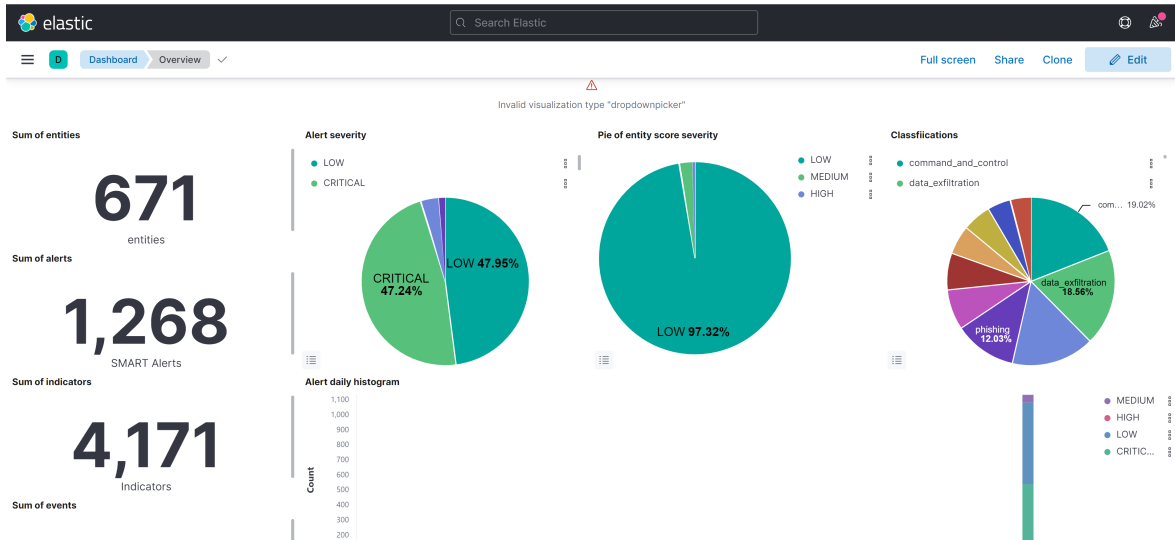 elastic
Search Elastic
D
Dashboard
Overview
Full screen
Share
Clone
Edit
Invalid visualization type "dropdownpicker"
Sum of entities
671
entities
Sum of alerts
1,268
SMART Alerts
Sum of indicators
4,171
Indicators
Sum of events
Alert severity
LOW
CRITICAL
LOW 47.95%
CRITICAL
47.24%
Pie of entity score severity
LOW
MEDIUM
HIGH
LOW 97.32%
Classfiications
command_and_control
data_exfiltration
com... 19.02%
data_exfiltration
18.56%
phishing
12.03%
Alert daily histogram
Count
1,100
1,000
900
800
700
600
500
400
300
200
MEDIUM
HIGH
LOW
CRITIC...